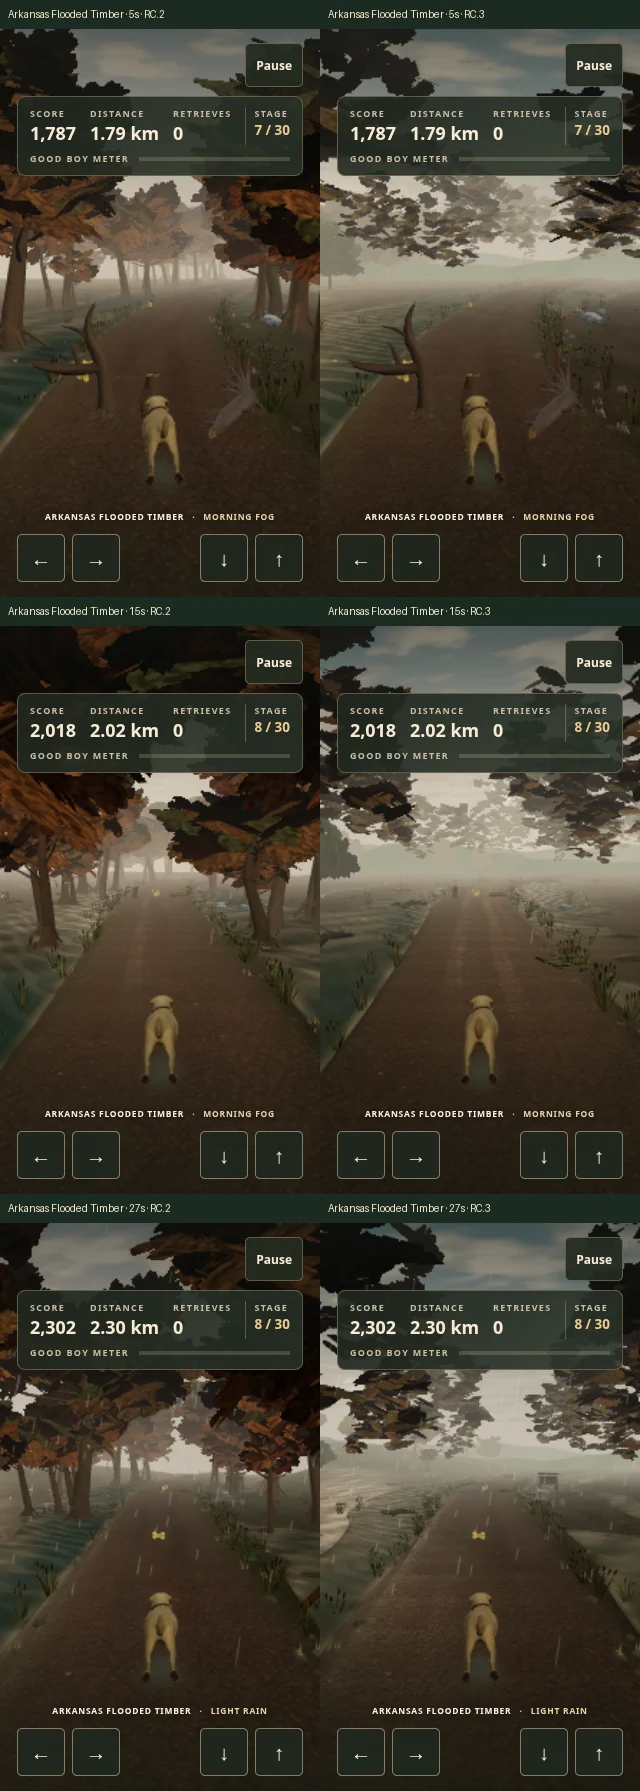 Arkansas Flooded Timber · 5s · RC.2
Pause
SCORE DISTANCE RETRIEVES STAGE
1,787 1.79 km 0 7 / 30
GOOD BOY METER
ARKANSAS FLOODED TIMBER · MORNING FOG
← → ↓ ↑
Arkansas Flooded Timber · 5s · RC.3
Pause
SCORE DISTANCE RETRIEVES STAGE
1,787 1.79 km 0 7 / 30
GOOD BOY METER
ARKANSAS FLOODED TIMBER · MORNING FOG
← → ↓ ↑
Arkansas Flooded Timber · 15s · RC.2
Pause
SCORE DISTANCE RETRIEVES STAGE
2,018 2.02 km 0 8 / 30
GOOD BOY METER
ARKANSAS FLOODED TIMBER · MORNING FOG
← → ↓ ↑
Arkansas Flooded Timber · 15s · RC.3
Pause
SCORE DISTANCE RETRIEVES STAGE
2,018 2.02 km 0 8 / 30
GOOD BOY METER
ARKANSAS FLOODED TIMBER · MORNING FOG
← → ↓ ↑
Arkansas Flooded Timber · 27s · RC.2
Pause
SCORE DISTANCE RETRIEVES STAGE
2,302 2.30 km 0 8 / 30
GOOD BOY METER
ARKANSAS FLOODED TIMBER · LIGHT RAIN
← → ↓ ↑
Arkansas Flooded Timber · 27s · RC.3
Pause
SCORE DISTANCE RETRIEVES STAGE
2,302 2.30 km 0 8 / 30
GOOD BOY METER
ARKANSAS FLOODED TIMBER · LIGHT RAIN
← → ↓ ↑